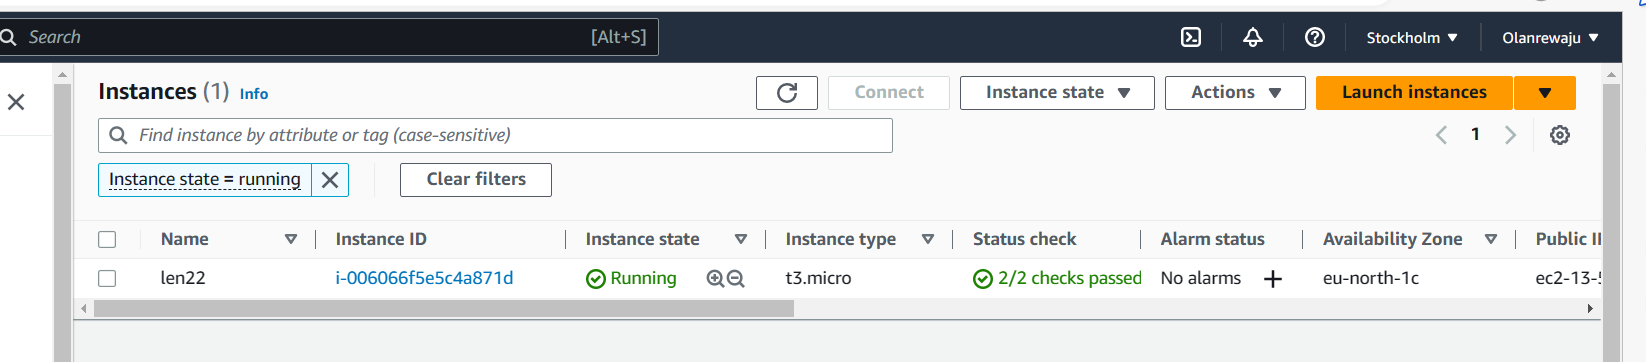 Search [Alt+S] Stockholm Olanrewaju
Instances (1) Info Connect Instance state Actions Launch instances
Find instance by attribute or tag (case-sensitive) 1
Instance state = running Clear filters
Name Instance ID Instance state Instance type Status check Alarm status Availability Zone Public
len22 i-006066f5e5c4a871d Running t3.micro 2/2 checks passed No alarms eu-north-1c ec2-13-